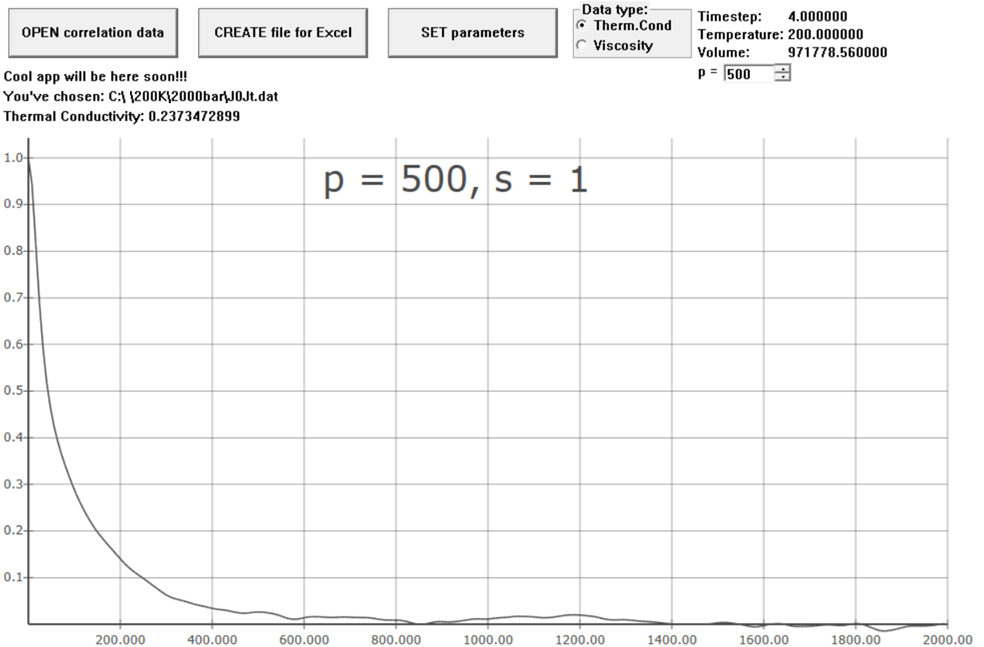 OPEN correlation data
CREATE file for Excel
SET parameters
Data type:
Therm.Cond
Viscosity
Timestep: 4.000000
Temperature: 200.000000
Volume: 971778.560000
p = 500
Cool app will be here soon!!!
You've chosen: C:\ \200K\2000bar\J0Jt.dat
Thermal Conductivity: 0.2373472899
p = 500, s = 1
1.0
0.9
0.8
0.7
0.6
0.5
0.4
0.3
0.2
0.1
200.000 400.00 600.00 800.00 1000.00 1200.00 1400.00 1600.00 1800.00 2000.00